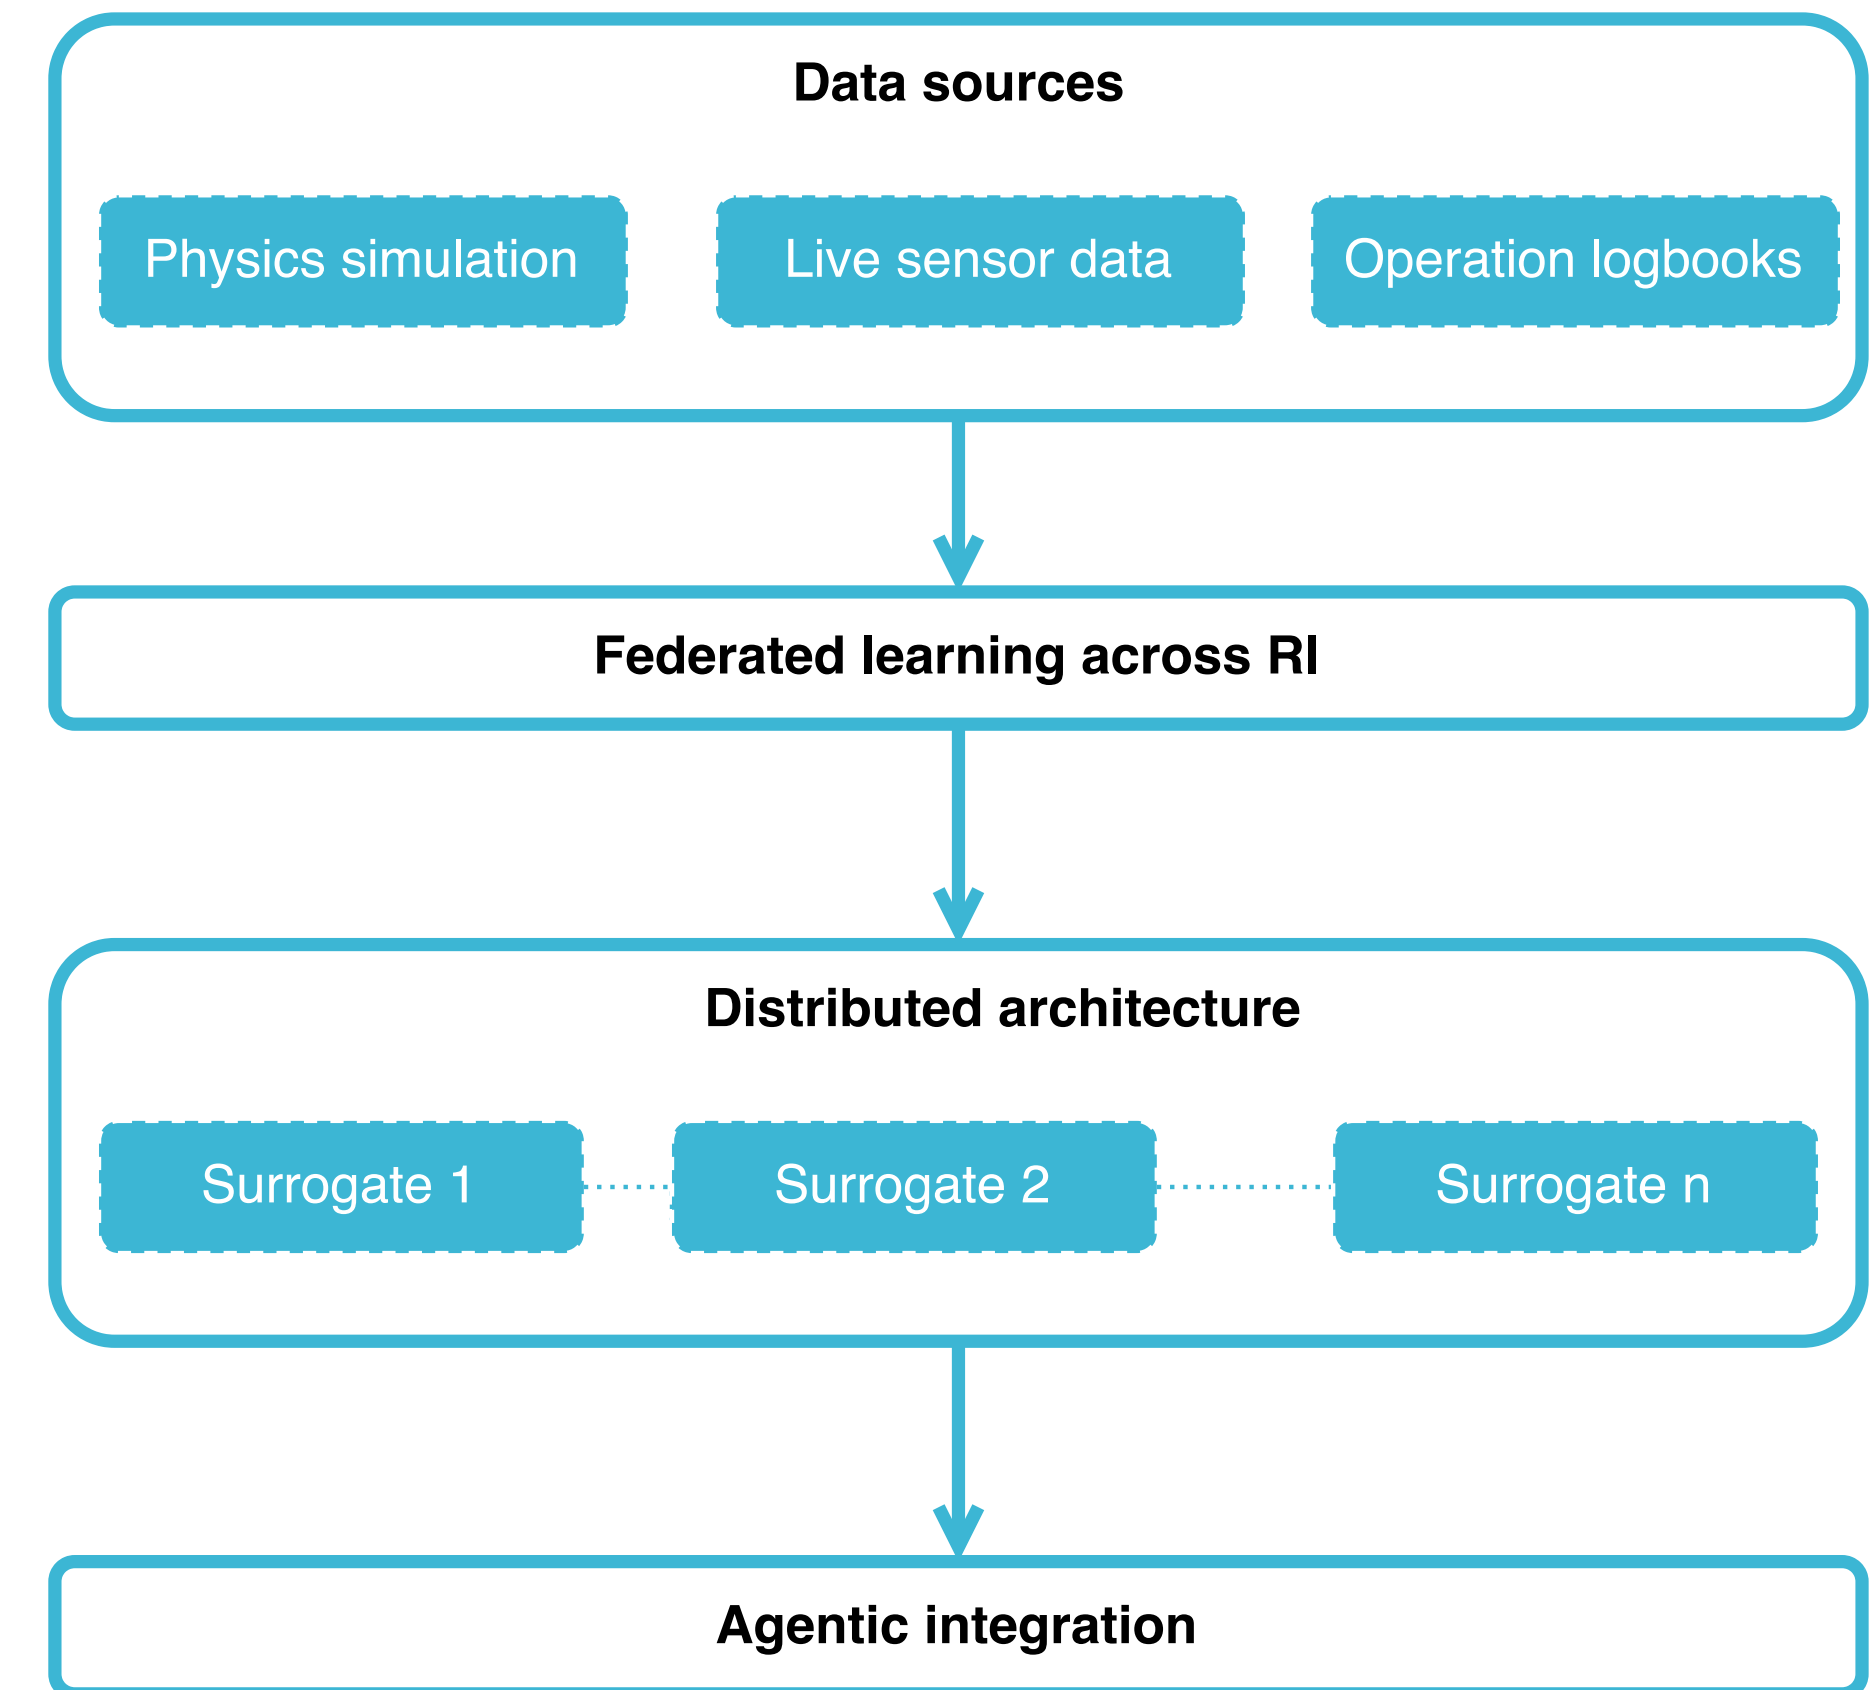 Data sources
Physics simulation
Live sensor data
Operation logbooks
Federated learning across RI
Distributed architecture
Surrogate 1
Surrogate 2
Surrogate n
Agentic integration